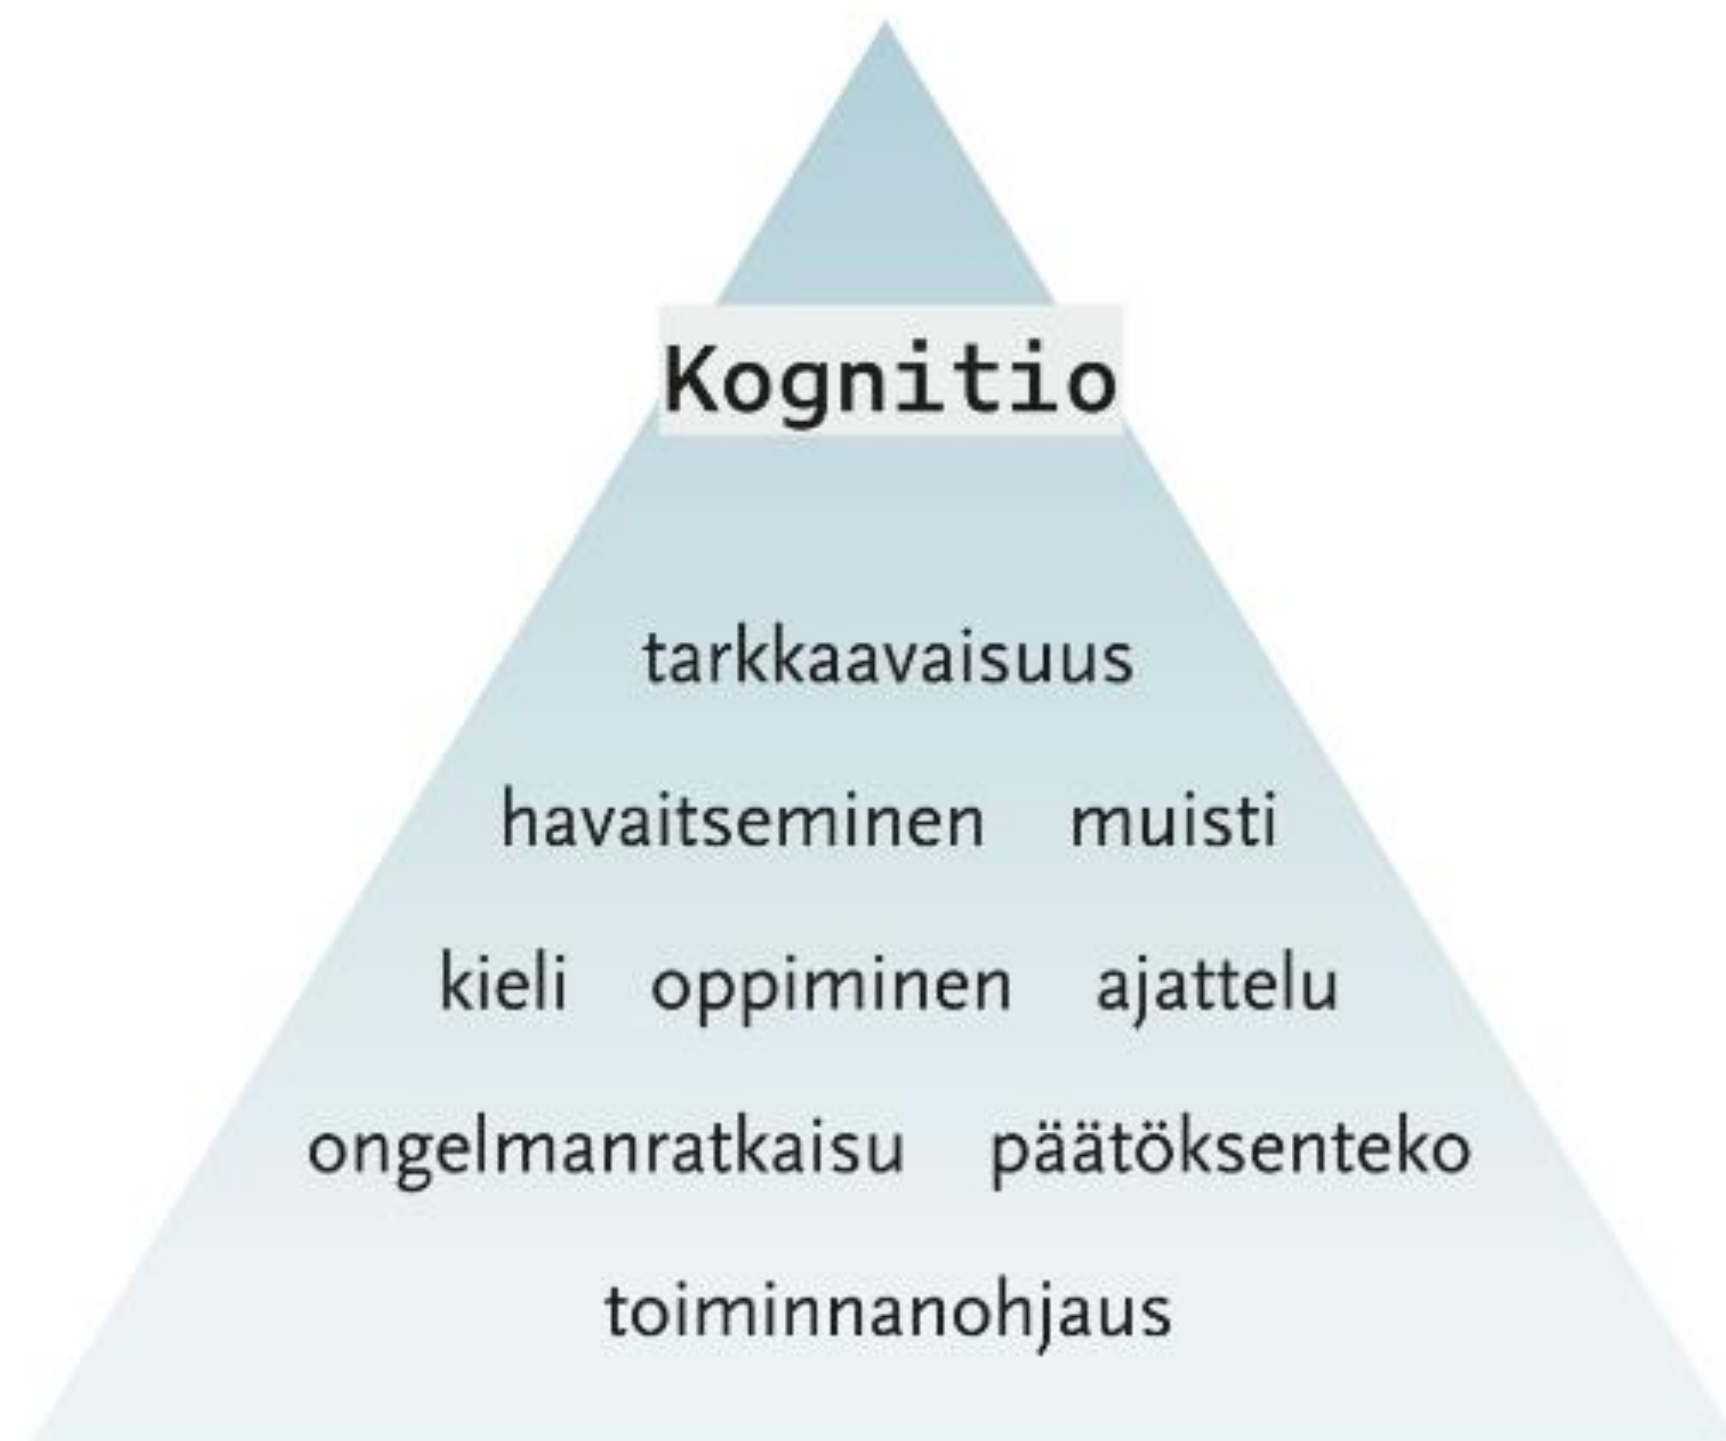 Kognitio
tarkkaavaisuus
havaitseminen muisti
kieli oppiminen ajattelu
ongelmanratkaisu päätöksenteko
toiminnanohjaus